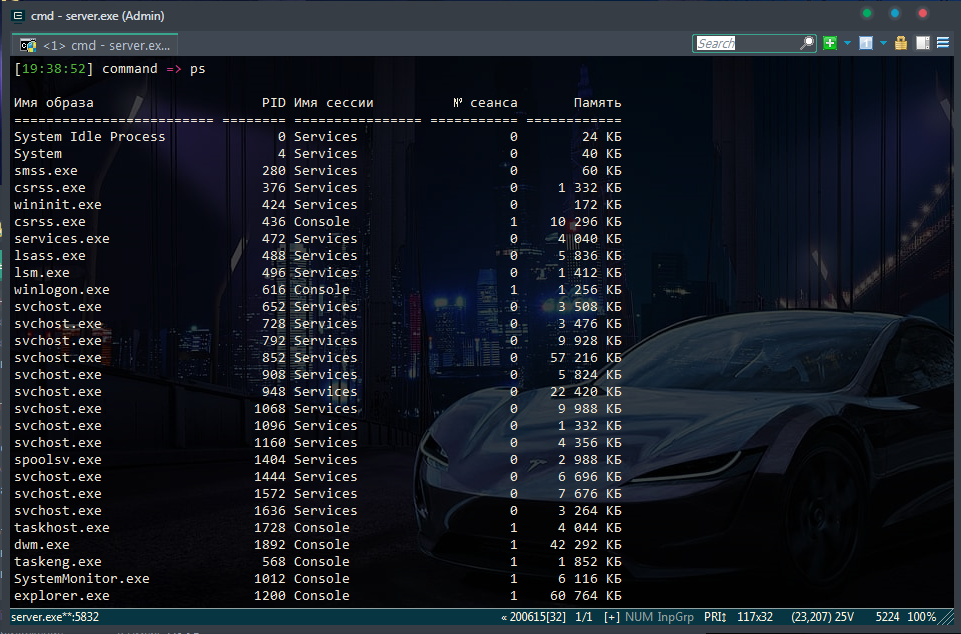 cmd - server.exe (Admin)
<1> cmd - server.ex...
Search
[19:38:52] command => ps
Имя образа PID Имя сессии № сеанса Память
========================= ======== ================ =========== ============
System Idle Process 0 Services 0 24 КБ
System 4 Services 0 40 КБ
smss.exe 280 Services 0 60 КБ
csrss.exe 376 Services 0 1 332 КБ
wininit.exe 424 Services 0 172 КБ
csrss.exe 436 Console 1 10 296 КБ
services.exe 472 Services 0 4 040 КБ
lsass.exe 488 Services 0 5 836 КБ
lsm.exe 496 Services 0 1 412 КБ
winlogon.exe 616 Console 1 1 256 КБ
svchost.exe 652 Services 0 3 508 КБ
svchost.exe 728 Services 0 3 476 КБ
svchost.exe 792 Services 0 9 928 КБ
svchost.exe 852 Services 0 57 216 КБ
svchost.exe 908 Services 0 5 824 КБ
svchost.exe 948 Services 0 22 420 КБ
svchost.exe 1068 Services 0 9 988 КБ
svchost.exe 1096 Services 0 1 332 КБ
svchost.exe 1160 Services 0 4 356 КБ
spoolsv.exe 1404 Services 0 2 988 КБ
svchost.exe 1444 Services 0 6 696 КБ
svchost.exe 1572 Services 0 7 676 КБ
svchost.exe 1636 Services 0 3 264 КБ
taskhost.exe 1728 Console 1 4 044 КБ
dwm.exe 1892 Console 1 42 292 КБ
taskeng.exe 568 Console 1 1 852 КБ
SystemMonitor.exe 1012 Console 1 6 116 КБ
explorer.exe 1200 Console 1 60 764 КБ
server.exe**:5832 « 200615[32] 1/1 [+] NUM InpGrp PRI↕ 117x32 (23,207) 25V 5224 100%